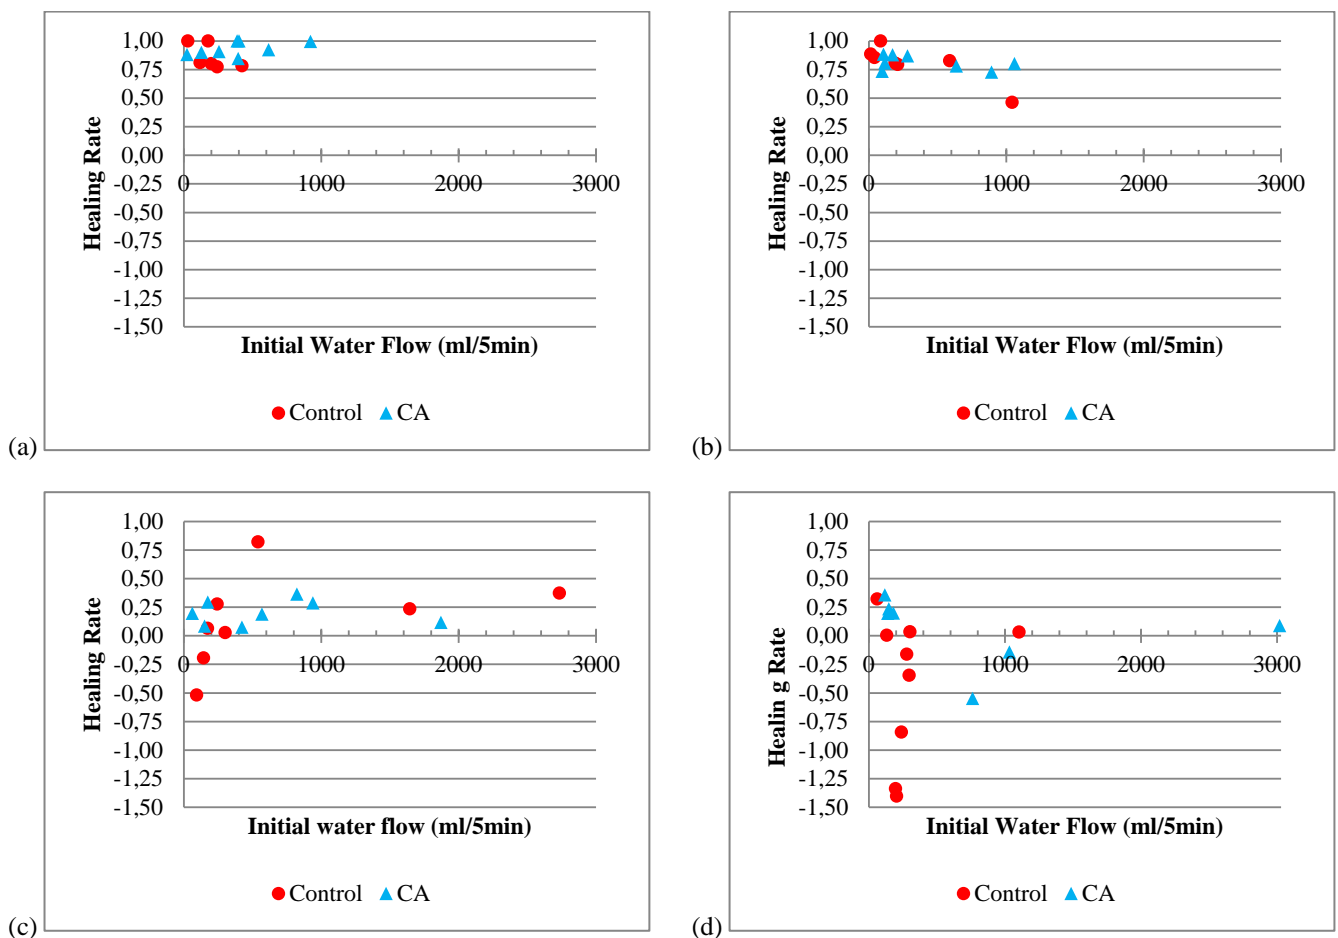 1,00
0,75
0,50
0,25
0,00
-0,25
-0,50
-0,75
-1,00
-1,25
-1,50
0 1000 2000 3000
Healing Rate
Initial Water Flow (ml/5min)
Control CA
(a)
1,00
0,75
0,50
0,25
0,00
-0,25
-0,50
-0,75
-1,00
-1,25
-1,50
0 1000 2000 3000
Healing Rate
Initial Water Flow (ml/5min)
Control CA
(b)
1,00
0,75
0,50
0,25
0,00
-0,25
-0,50
-0,75
-1,00
-1,25
-1,50
0 1000 2000 3000
Healing Rate
Initial water flow (ml/5min)
Control CA
(c)
1,00
0,75
0,50
0,25
0,00
-0,25
-0,50
-0,75
-1,00
-1,25
-1,50
0 1000 2000 3000
Healin g Rate
Initial Water Flow (ml/5min)
Control CA
(d)